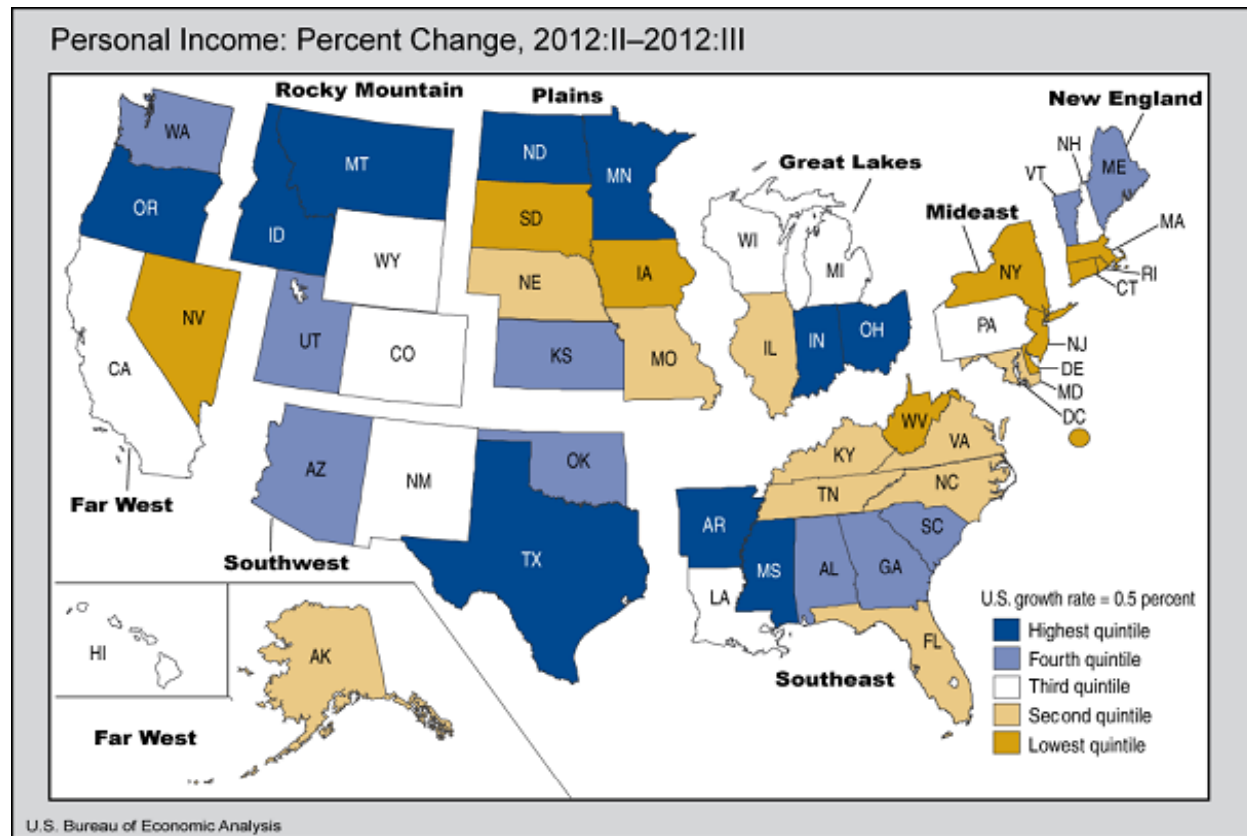 Personal Income: Percent Change, 2012:II–2012:III
Rocky Mountain
Plains
New England
Great Lakes
Mideast
WA
MT
ND
MN
NH
ME
VT
OR
ID
SD
WI
MA
WY
MI
NY
IA
RI
NE
CT
NV
UT
CO
KS
MO
IL
IN
OH
PA
NJ
CA
DE
MD
DC
WV
VA
KY
AZ
NM
OK
TN
NC
Far West
AR
SC
Southwest
TX
MS
AL
GA
LA
U.S. growth rate = 0.5 percent
Highest quintile
Fourth quintile
Third quintile
Second quintile
Lowest quintile
HI
AK
FL
Southeast
Far West
U.S. Bureau of Economic Analysis